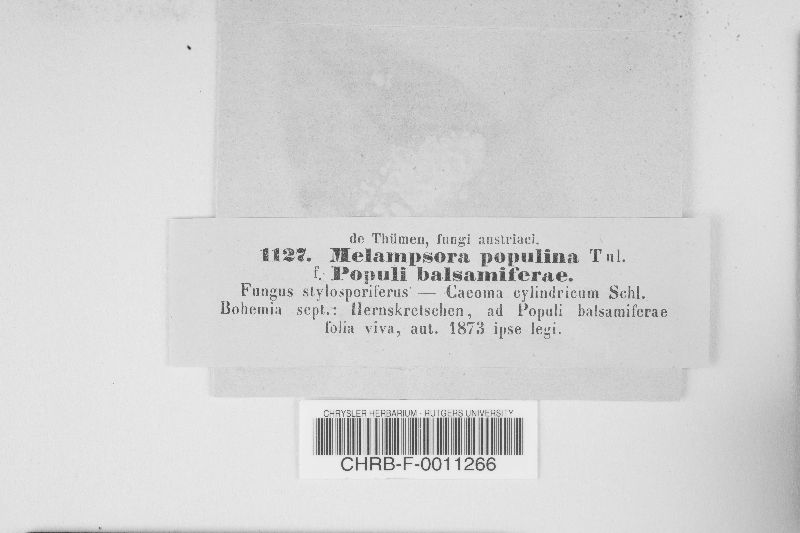 de Thümen, fungi austriaci.
1127. Melampsora populina Tul.
f. Populi balsamiferae.
Fungus stylosporiferus — Caeoma cylindricum Schl.
Bohemia sept.: Hernskretschen, ad Populi balsamiferae
folia viva, aut. 1873 ipse legi.
CHRYSLER HERBARIUM - RUTGERS UNIVERSITY
CHRB-F-0011266